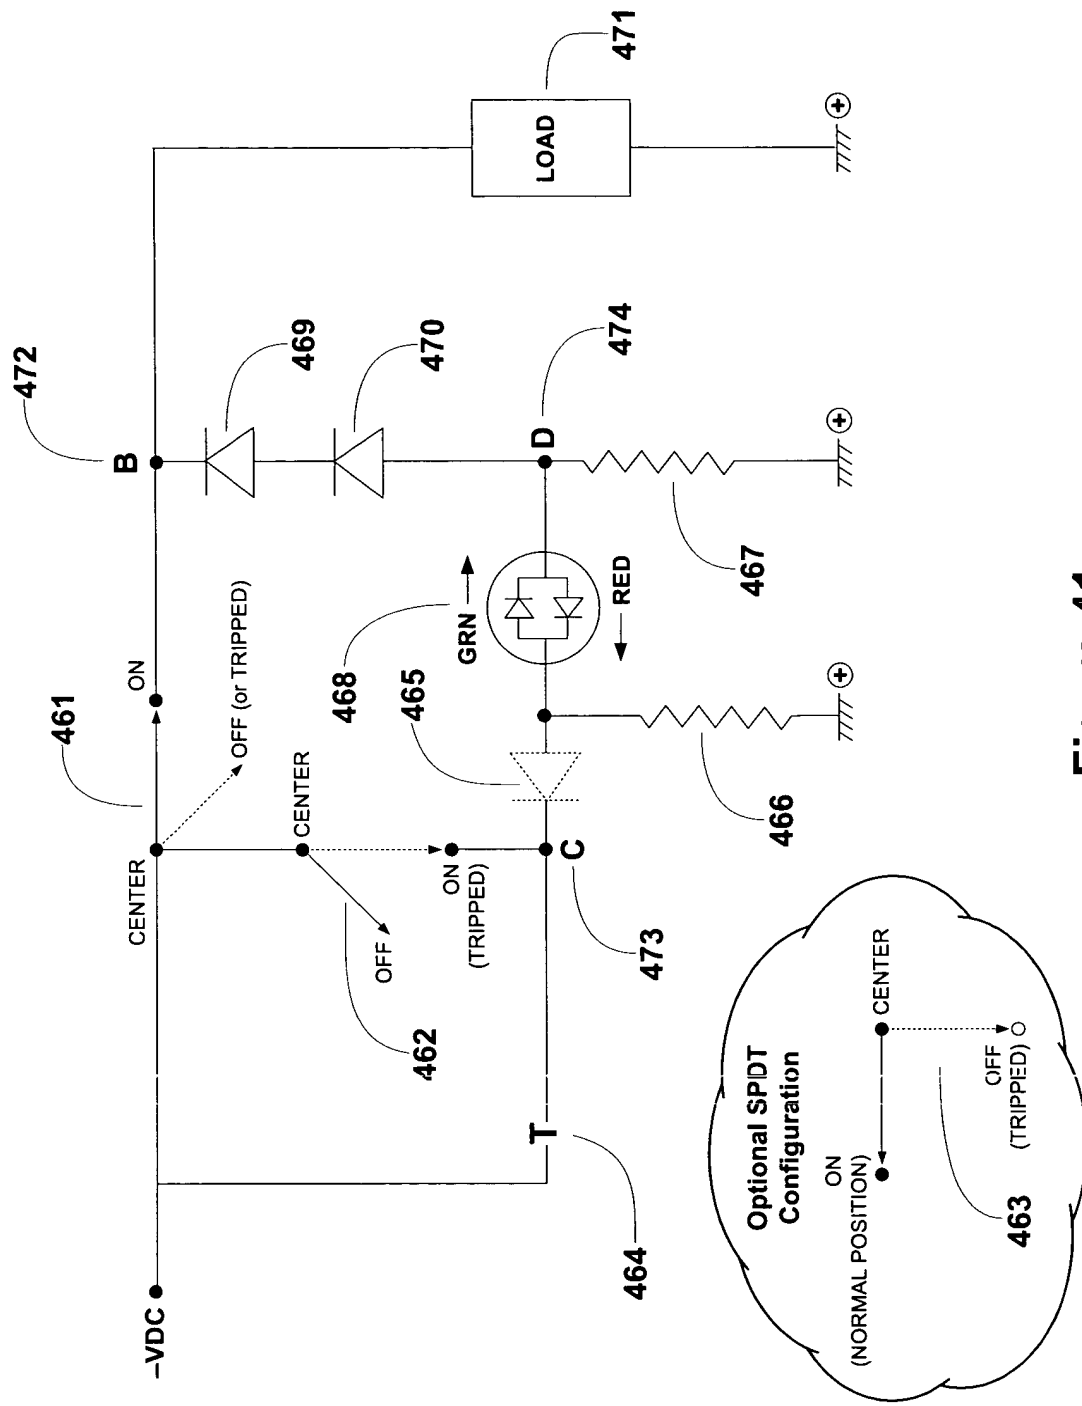 –VDC
CENTER
461
ON
B
472
OFF (or TRIPPED)
CENTER
OFF
462
ON
(TRIPPED)
C
473
T
464
465
468
GRN
RED
469
470
D
474
466
467
LOAD
471
+
+
+
Optional SPDT
Configuration
ON
(NORMAL POSITION)
CENTER
OFF
(TRIPPED)
463